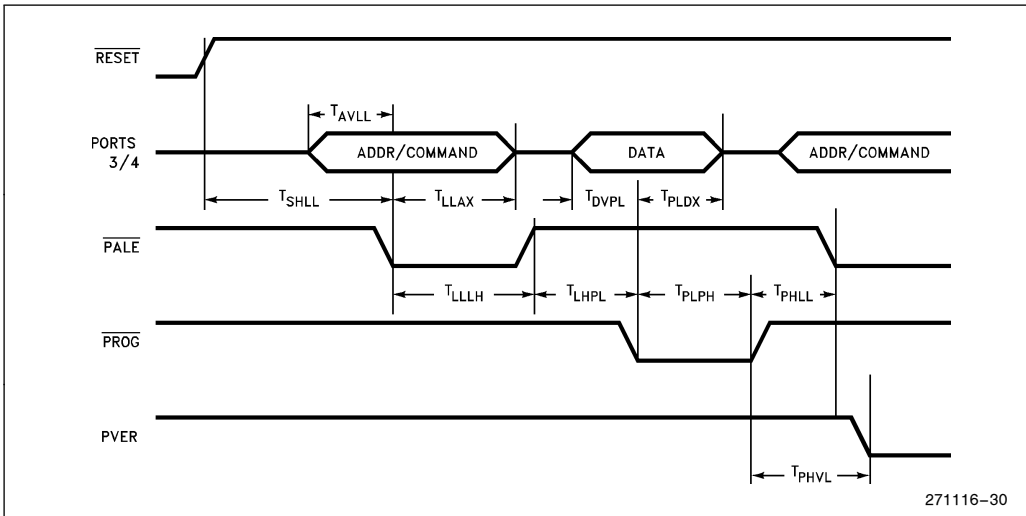 RESET
TAVLL
PORTS
3/4
ADDR/COMMAND
DATA
ADDR/COMMAND
TSHLL
TLLAX
TDVPL
TPLDX
PALE
TLLLH
TLHPL
TPLPH
TPHLL
PROG
PVER
TPHVL
271116–30